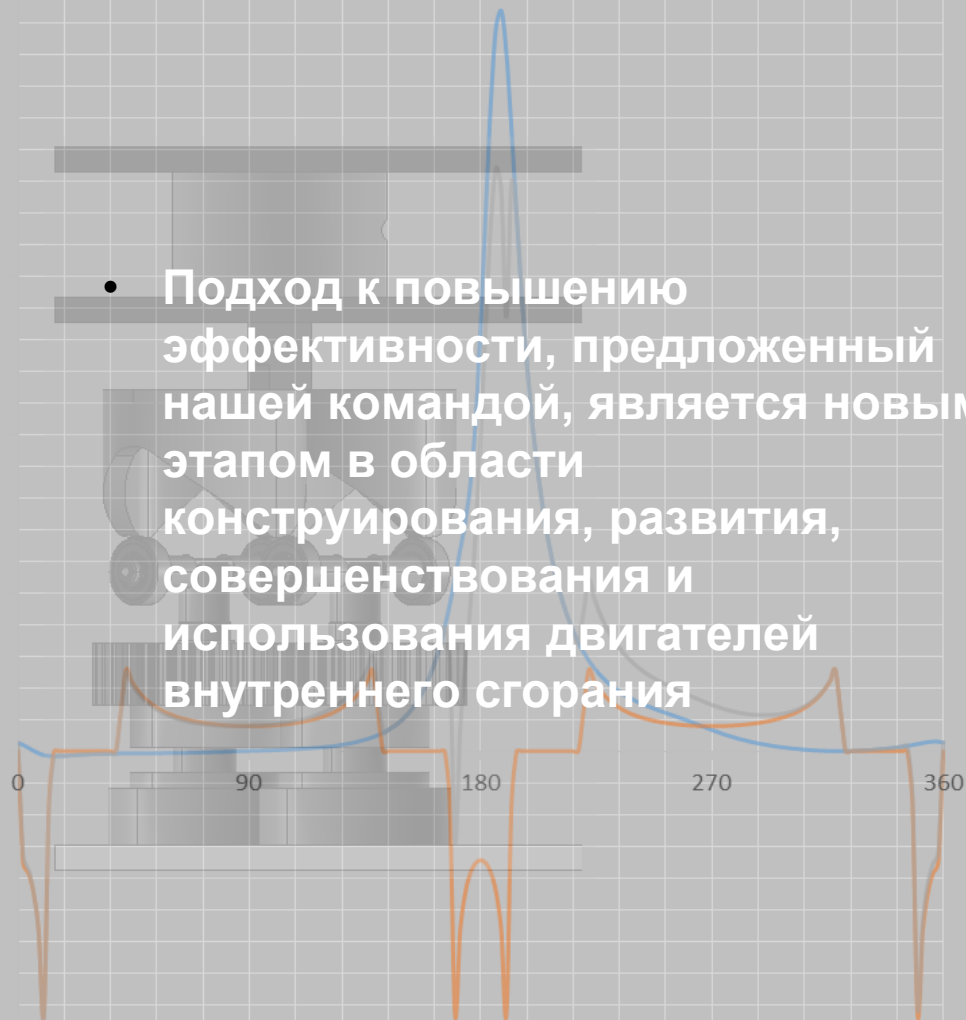 • Подход к повышению
эффективности, предложенный
нашей командой, является новым
этапом в области
конструирования, развития,
совершенствования и
использования двигателей
внутреннего сгорания
0 90 180 270 360